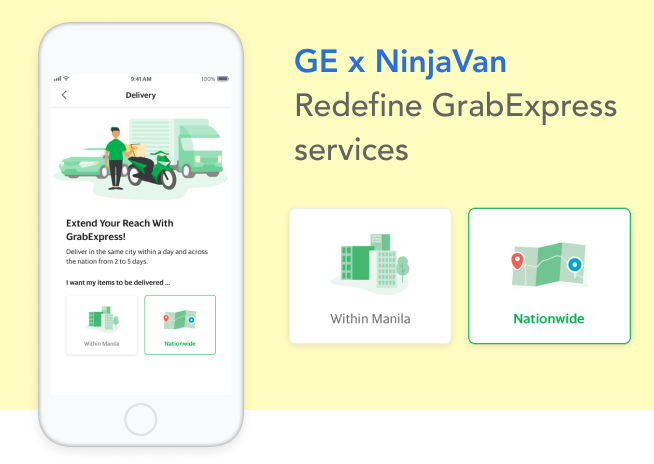 9:41 AM
100%
Delivery
Extend Your Reach With
GrabExpress!
Deliver in the same city within a day and across
the nation from 2 to 5 days.
I want my items to be delivered ...
Within Manila
Nationwide
GE x NinjaVan
Redefine GrabExpress
services
Within Manila
Nationwide